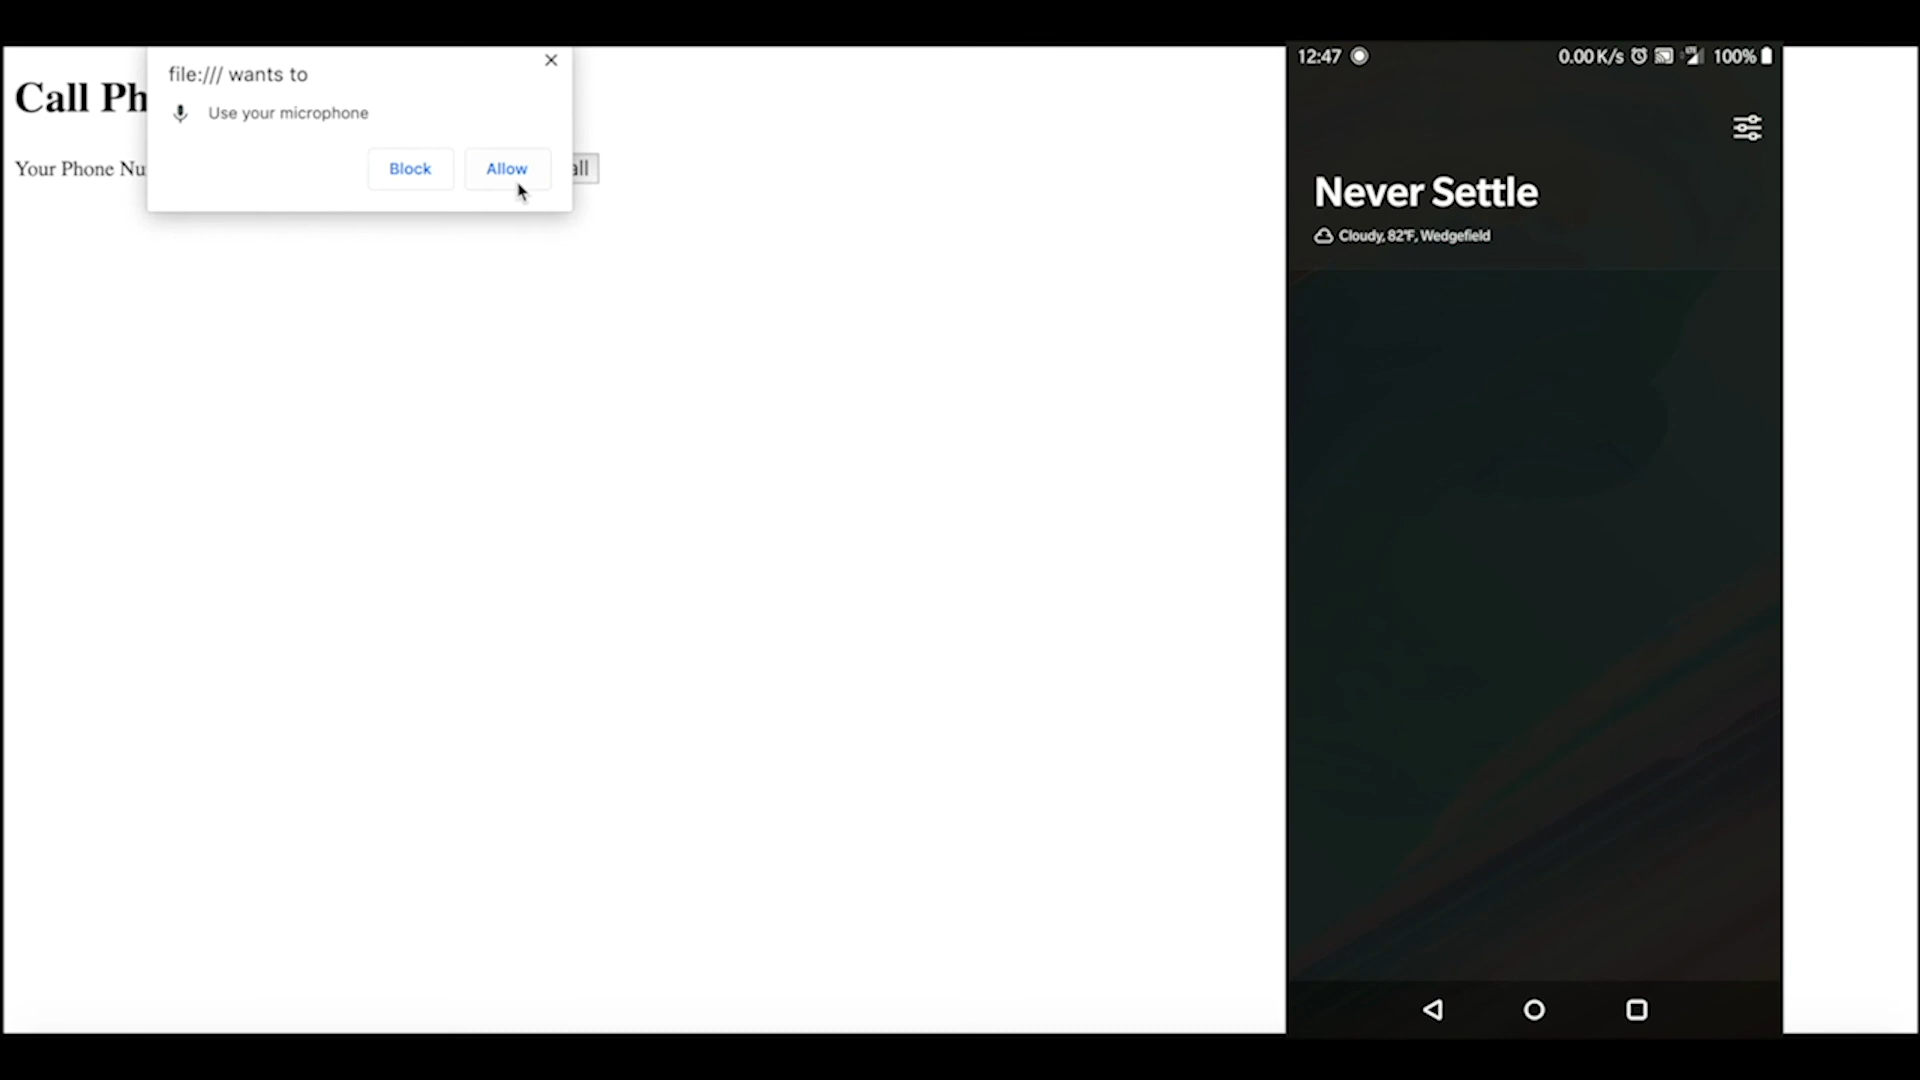 file:/// wants to
Use your microphone
Block
Allow
Call Ph
Your Phone Nu
all
12:47
0.00 K/s
100%
Never Settle
Cloudy, 82°F, Wedgefield